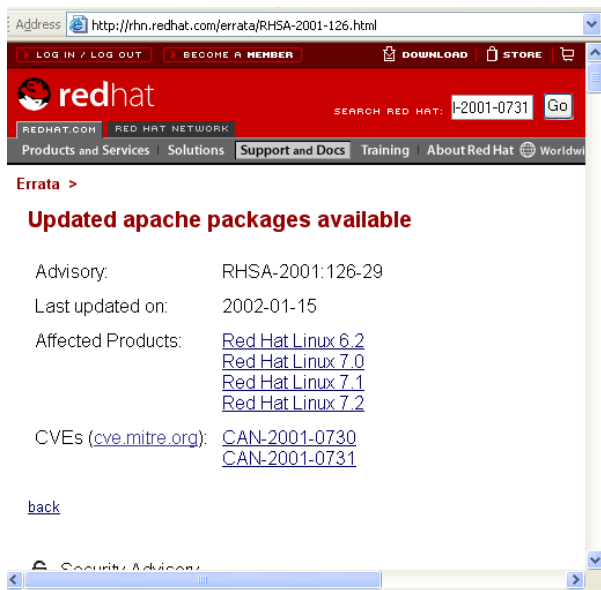 Address http://rhn.redhat.com/errata/RHSA-2001-126.html
LOG IN / LOG OUT BECOME A MEMBER DOWNLOAD STORE
redhat
SEARCH RED HAT: -2001-0731 Go
REDHAT.COM RED HAT NETWORK
Products and Services Solutions Support and Docs Training About Red Hat Worldwi
Errata >
Updated apache packages available
Advisory: RHSA-2001:126-29
Last updated on: 2002-01-15
Affected Products: Red Hat Linux 6.2
Red Hat Linux 7.0
Red Hat Linux 7.1
Red Hat Linux 7.2
CVEs (cve.mitre.org): CAN-2001-0730
CAN-2001-0731
back
Security Advisory